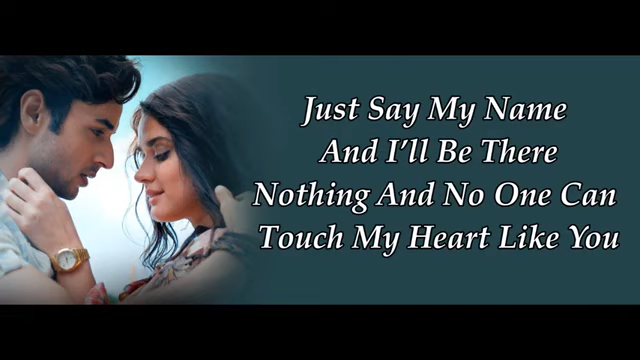 Just Say My Name
And I’ll Be There
Nothing And No One Can
Touch My Heart Like You